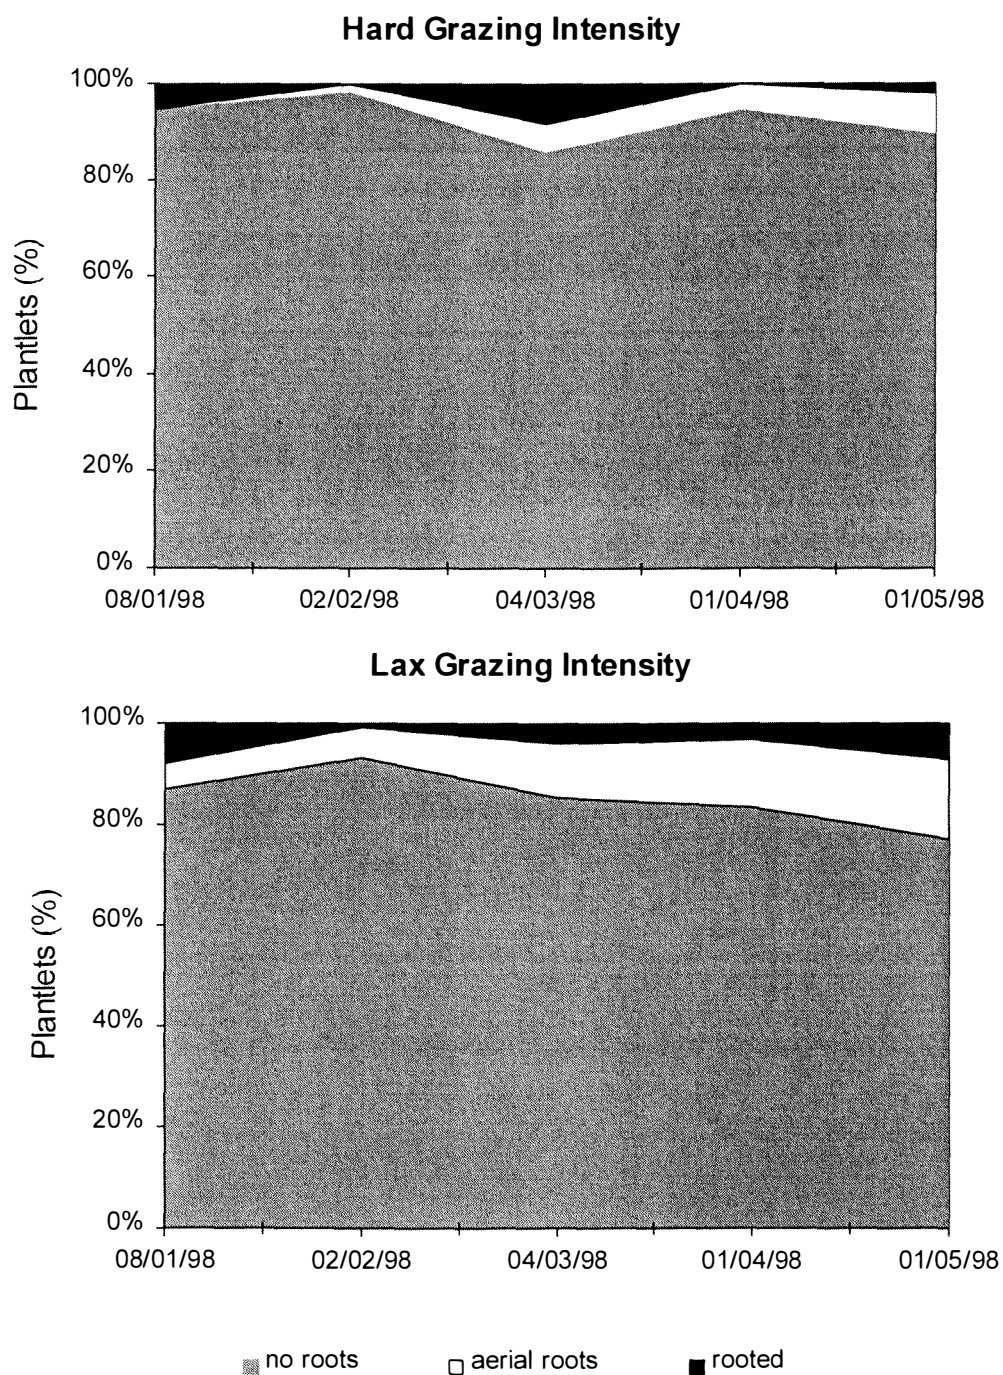 Hard Grazing Intensity
100%
80%
60%
40%
20%
0%
Plantlets (%)
08/01/98 02/02/98 04/03/98 01/04/98 01/05/98
Lax Grazing Intensity
100%
80%
60%
40%
20%
0%
Plantlets (%)
08/01/98 02/02/98 04/03/98 01/04/98 01/05/98
no roots aerial roots rooted